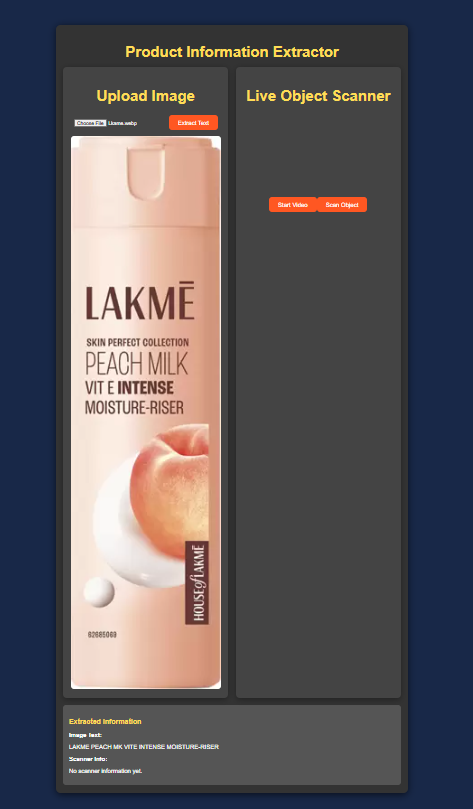 Product Information Extractor
Upload Image
Choose File Lkame.webp
Extract Text
LAKMĒ
SKIN PERFECT COLLECTION
PEACH MILK
VIT E INTENSE
MOISTURE-RISER
HOUSE of LAKMĒ
62685069
Live Object Scanner
Start Video Scan Object
Extracted Information
Image Text:
LAKME PEACH MK VITE INTENSE MOISTURE-RISER
Scanner Info:
No scanner information yet.